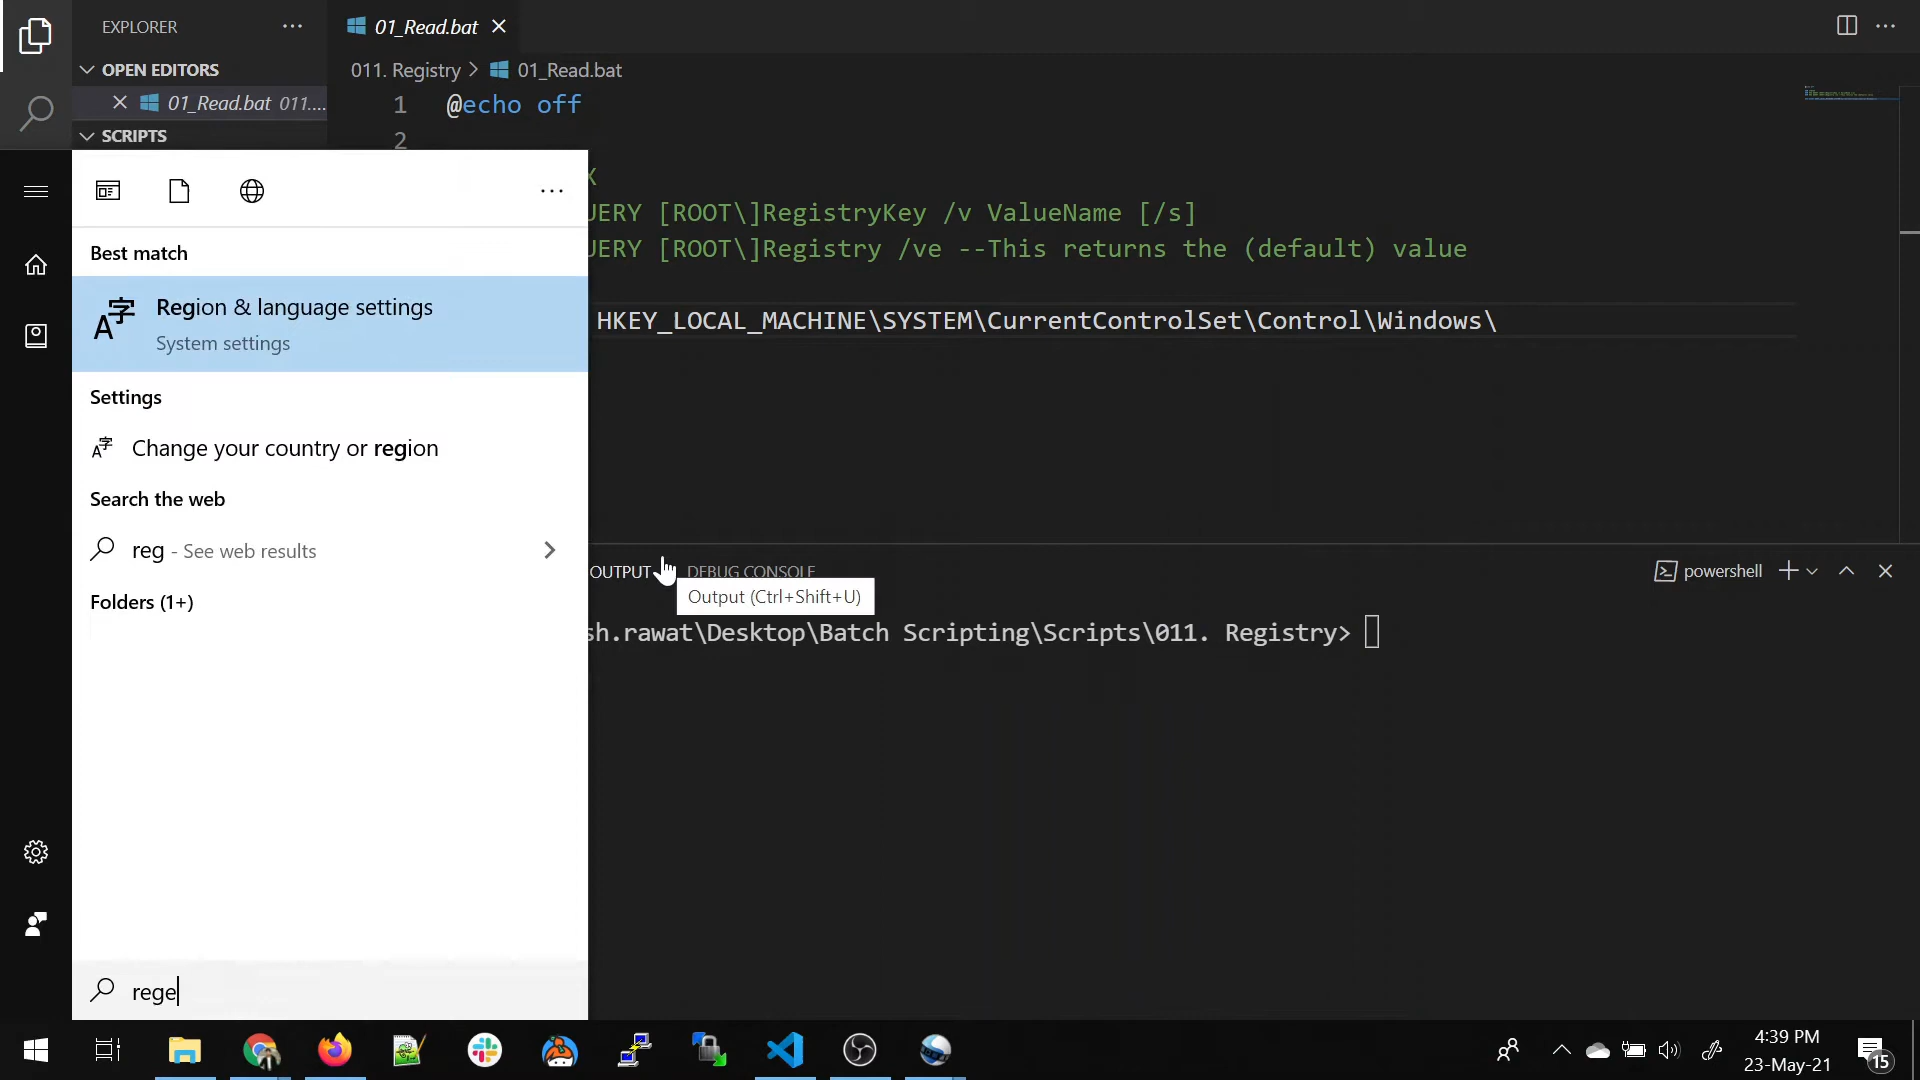 EXPLORER
01_Read.bat
OPEN EDITORS
011. Registry > 01_Read.bat
01_Read.bat 011....
1 @echo off
SCRIPTS
2
X
UERY [ROOT\]RegistryKey /v ValueName [/s]
UERY [ROOT\]Registry /ve --This returns the (default) value
HKEY_LOCAL_MACHINE\SYSTEM\CurrentControlSet\Control\Windows\
Best match
Region & language settings
System settings
Settings
Change your country or region
Search the web
reg - See web results
Folders (1+)
rege
OUTPUT
DEBUG CONSOLE
powershell
Output (Ctrl+Shift+U)
sh.rawat\Desktop\Batch Scripting\Scripts\011. Registry>
4:39 PM
23-May-21
15